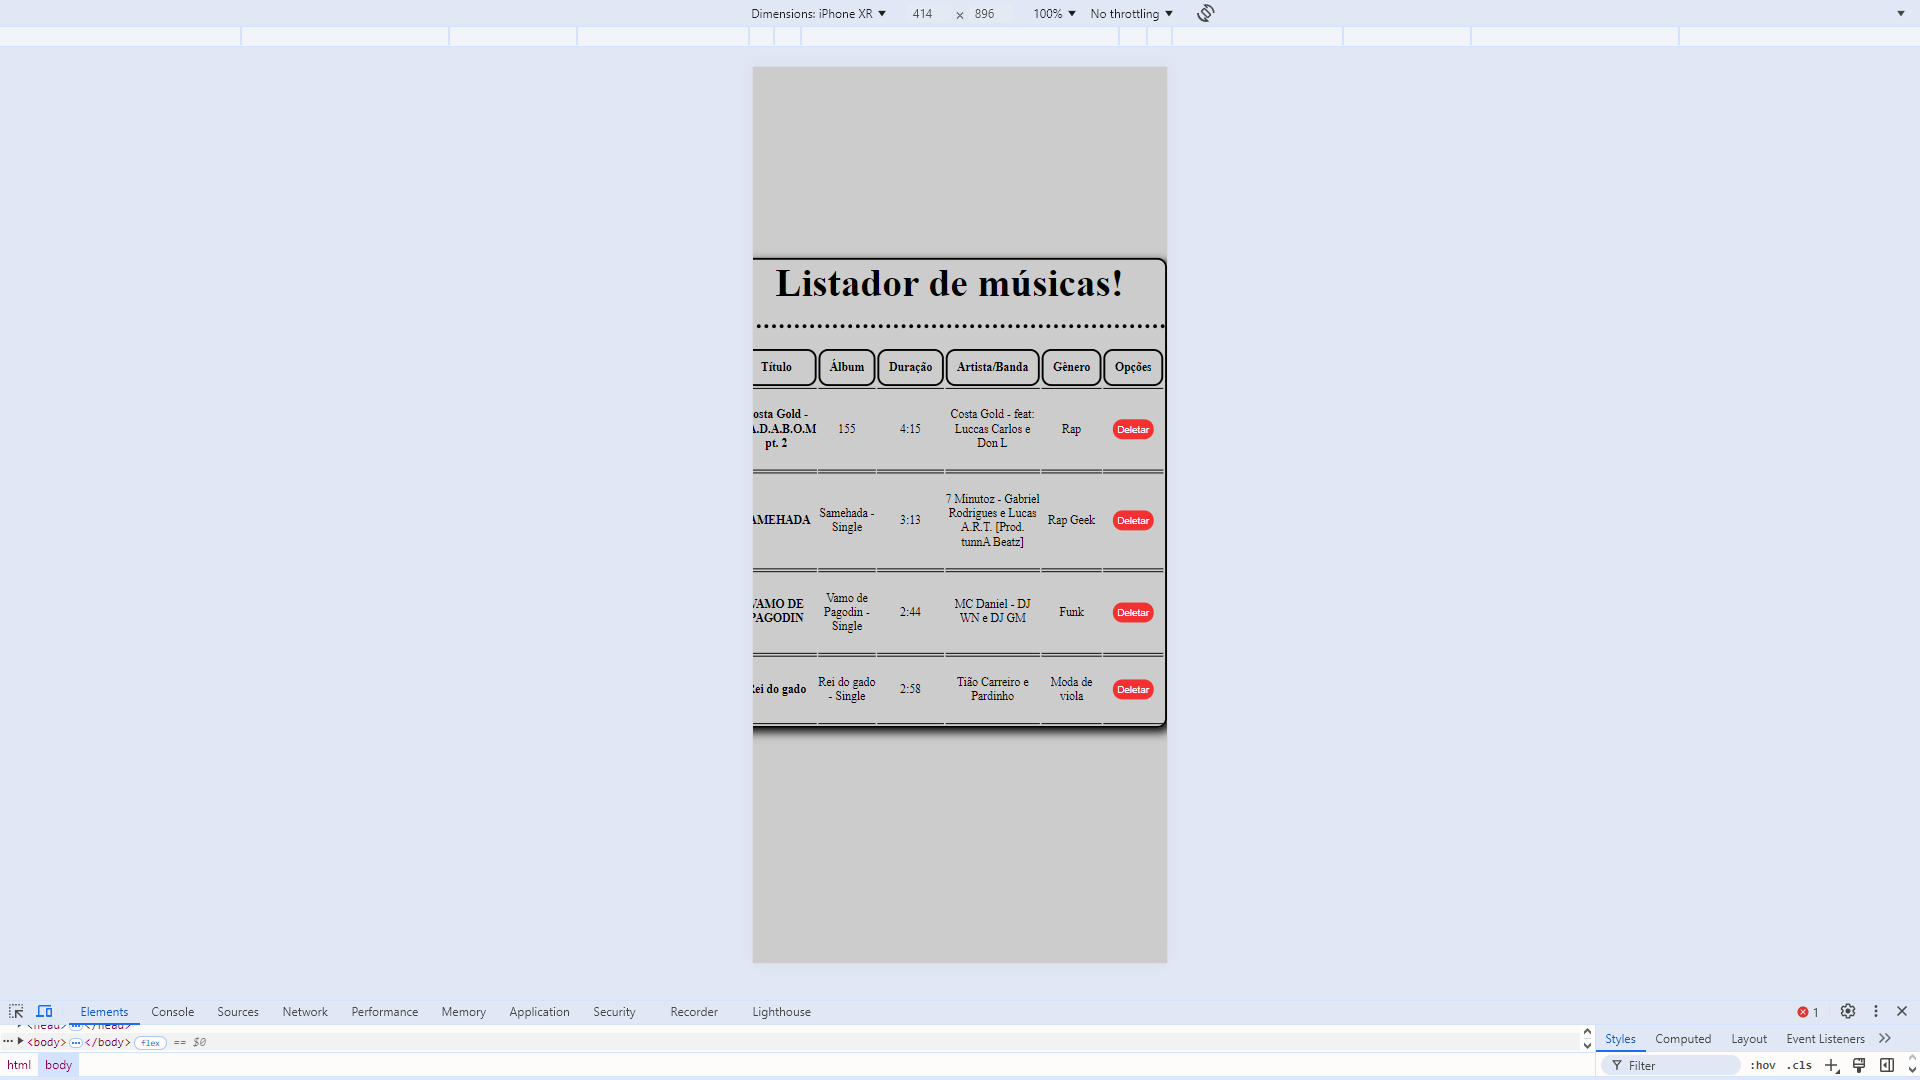 Dimensions: iPhone XR 414 × 896 100% No throttling
Listador de músicas!
Título Álbum Duração Artista/Banda Gênero Opções
osta Gold -
.A.D.A.B.O.M
pt. 2
155
4:15
Costa Gold - feat:
Luccas Carlos e
Don L
Rap
Deletar
AMEHADA
Samehada -
Single
3:13
7 Minutoz - Gabriel
Rodrigues e Lucas
A.R.T. [Prod.
tunnA Beatz]
Rap Geek
Deletar
VAMO DE
PAGODIN
Vamo de
Pagodin -
Single
2:44
MC Daniel - DJ
WN e DJ GM
Funk
Deletar
ei do gado
Rei do gado
- Single
2:58
Tião Carreiro e
Pardinho
Moda de
viola
Deletar
Elements Console Sources Network Performance Memory Application Security Recorder Lighthouse 1
<head> </head>
<body> </body> flex == $0
Styles Computed Layout Event Listeners
html body
Filter :hov .cls